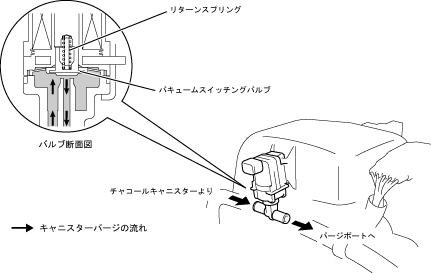 リターンスプリング
バキュームスイッチングバルブ
バルブ断面図
チャコールキャニスターより
パージポートへ
キャニスターパージの流れ